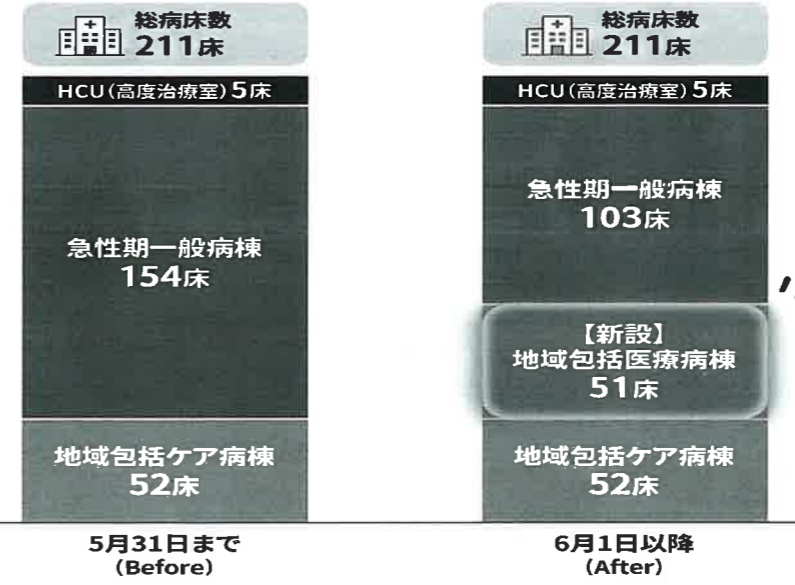 総病床数
211床
HCU(高度治療室)5床
急性期一般病棟
154床
地域包括ケア病棟
52床
5月31日まで
(Before)
総病床数
211床
HCU(高度治療室)5床
急性期一般病棟
103床
【新設】
地域包括医療病棟
51床
地域包括ケア病棟
52床
6月1日以降
(After)